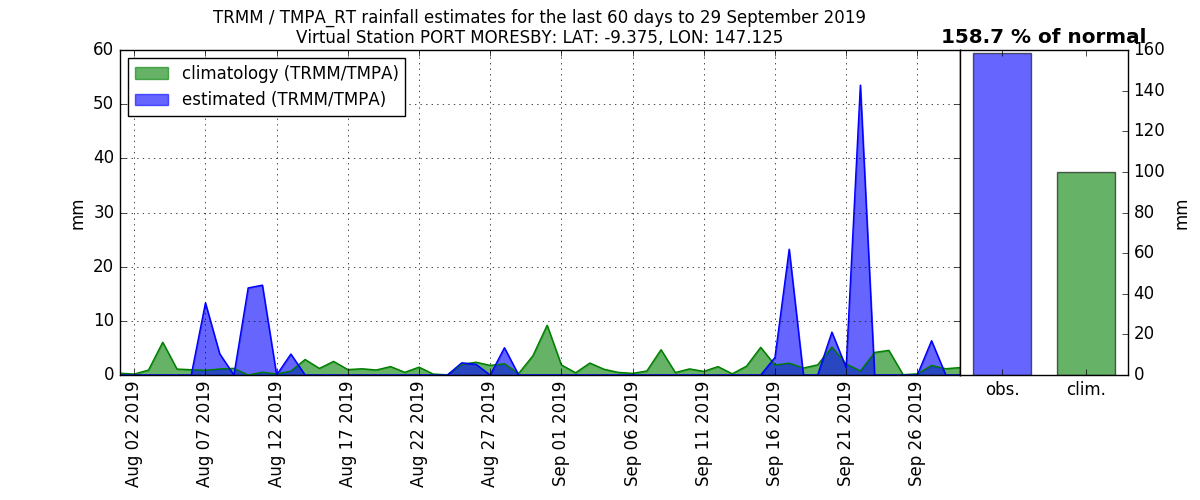 TRMM / TMPA_RT rainfall estimates for the last 60 days to 29 September 2019
Virtual Station PORT MORESBY: LAT: -9.375, LON: 147.125
158.7 % of normal
climatology (TRMM/TMPA)
estimated (TRMM/TMPA)
60
50
40
30
20
10
0
mm
Aug 02 2019
Aug 07 2019
Aug 12 2019
Aug 17 2019
Aug 22 2019
Aug 27 2019
Sep 01 2019
Sep 06 2019
Sep 11 2019
Sep 16 2019
Sep 21 2019
Sep 26 2019
obs.
clim.
160
140
120
100
80
60
40
20
0
mm